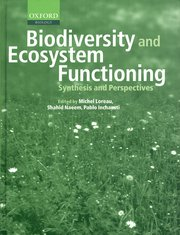 OXFORD
BIOLOGY
Biodiversity and
Ecosystem
Functioning
Synthesis and Perspectives
Edited by Michel Loreau,
Shahid Naeem, Pablo Inchausti